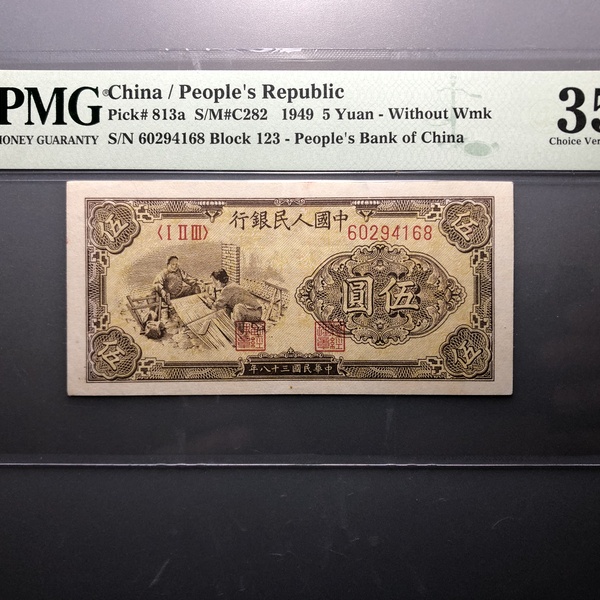 PMG
®
MONEY GUARANTY
China / People's Republic
Pick# 813a S/M#C282 1949 5 Yuan - Without Wmk
S/N 60294168 Block 123 - People's Bank of China
35
Choice Ver
行銀民人國中
〈I II III〉
60294168
伍
伍
圓伍
伍
伍
年八十三國民華中